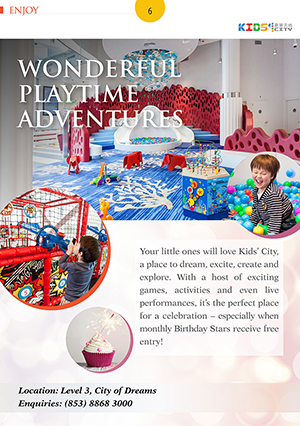 ENJOY
6
KIDS' CITY
WONDERFUL
PLAYTIME
ADVENTURES
Your little ones will love Kids' City,
a place to dream, excite, create and
explore. With a host of exciting
games, activities and even live
performances, it's the perfect place
for a celebration – especially when
monthly Birthday Stars receive free
entry!
Location: Level 3, City of Dreams
Enquiries: (853) 8868 3000